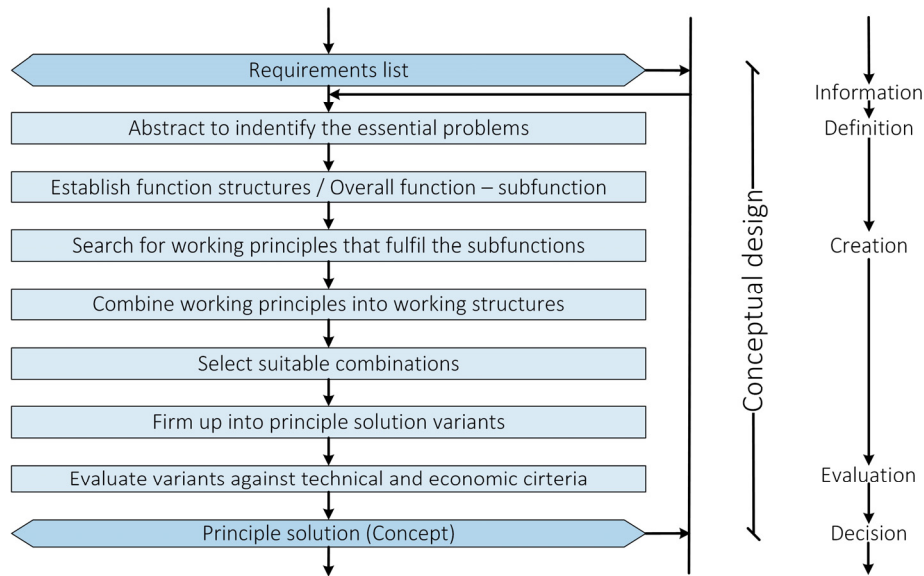 Requirements list
Information
Abstract to indentify the essential problems
Definition
Establish function structures / Overall function – subfunction
Search for working principles that fulfil the subfunctions
Creation
Combine working principles into working structures
Conceptual design
Select suitable combinations
Firm up into principle solution variants
Evaluate variants against technical and economic cirteria
Evaluation
Principle solution (Concept)
Decision